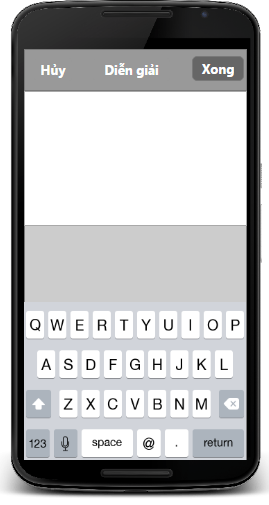 Hủy Diễn giải Xong
Q W E R T Y U I O P
A S D F G H J K L
Z X C V B N M
123 space @ . return